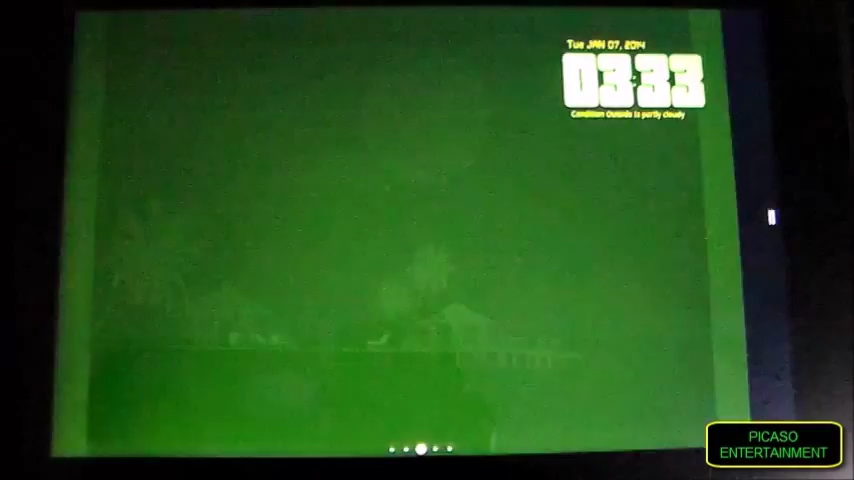 Tue JAN 07, 2014
03:33
Condition Outside is partly cloudy
PICASO
ENTERTAINMENT